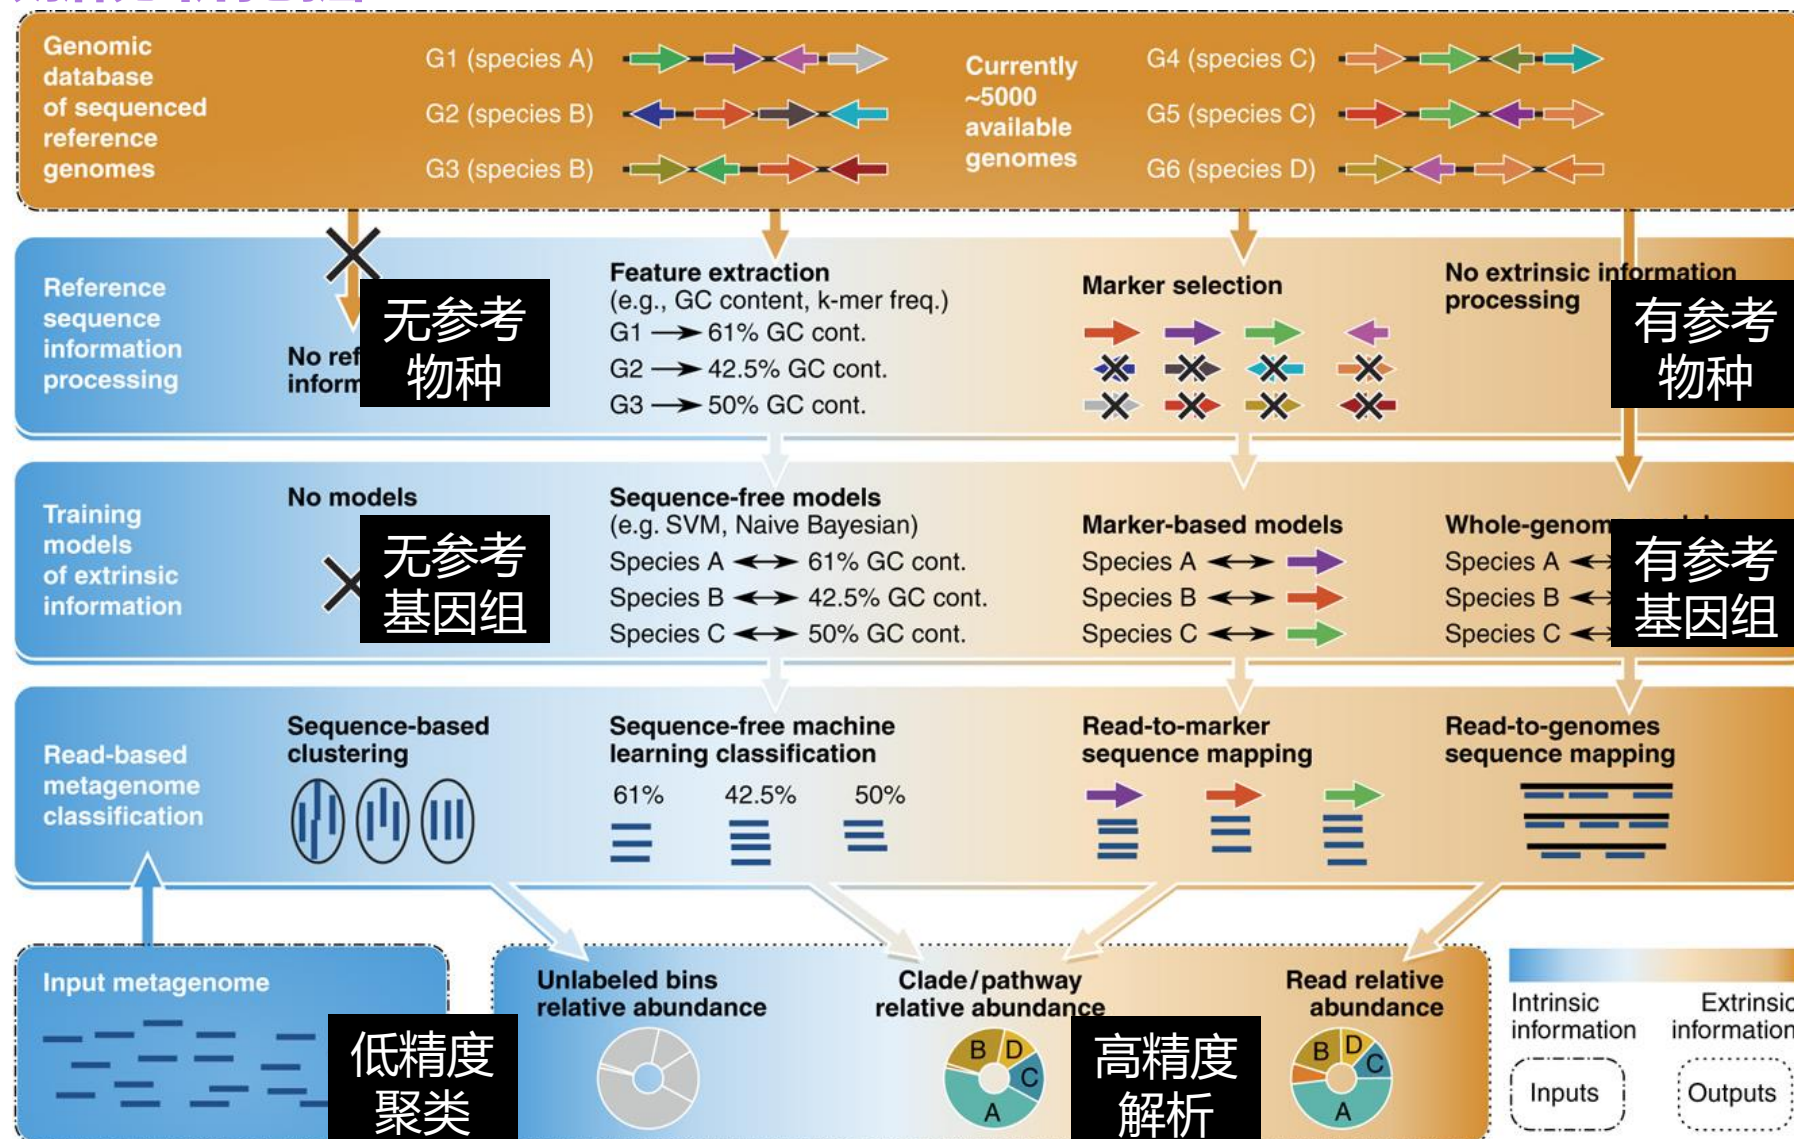 Genomic
database
of sequenced
reference
genomes
G1 (species A)
G2 (species B)
G3 (species B)
Currently
~5000
available
genomes
G4 (species C)
G5 (species C)
G6 (species D)
Reference
sequence
information
processing
No ref
inform
无参考
物种
Feature extraction
(e.g., GC content, k-mer freq.)
G1 61% GC cont.
G2 42.5% GC cont.
G3 50% GC cont.
Marker selection
No extrinsic information
processing
有参考
物种
Training
models
of extrinsic
information
No models
无参考
基因组
Sequence-free models
(e.g. SVM, Naive Bayesian)
Species A 61% GC cont.
Species B 42.5% GC cont.
Species C 50% GC cont.
Marker-based models
Species A
Species B
Species C
Whole-genom
Species A
Species B
Species C
有参考
基因组
Read-based
metagenome
classification
Sequence-based
clustering
Sequence-free machine
learning classification
61% 42.5% 50%
Read-to-marker
sequence mapping
Read-to-genomes
sequence mapping
Input metagenome
低精度
聚类
Unlabeled bins
relative abundance
Clade/pathway
relative abundance
B D
C
A
高精度
解析
Read relative
abundance
B D
C
A
Intrinsic
information
Extrinsic
information
Inputs
Outputs